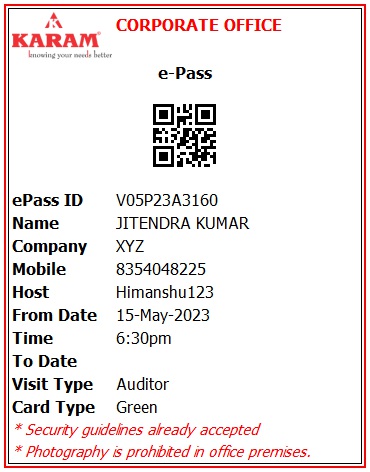 CORPORATE OFFICE
KARAM®
knowing your needs better
e-Pass
ePass ID V05P23A3160
Name JITENDRA KUMAR
Company XYZ
Mobile 8354048225
Host Himanshu123
From Date 15-May-2023
Time 6:30pm
To Date
Visit Type Auditor
Card Type Green
* Security guidelines already accepted
* Photography is prohibited in office premises.